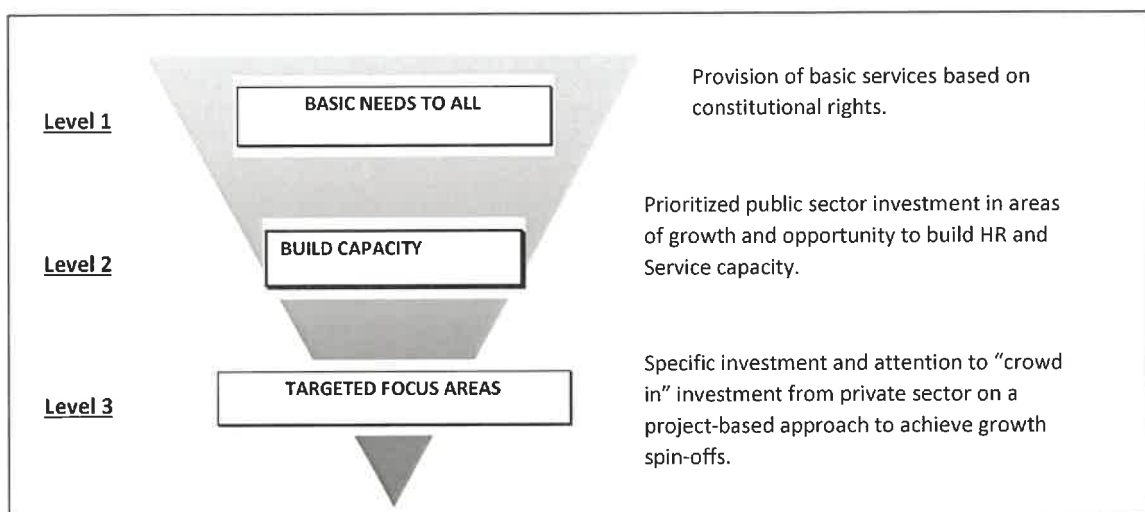 BASIC NEEDS TO ALL
Level 1
Provision of basic services based on
constitutional rights.
BUILD CAPACITY
Level 2
Prioritized public sector investment in areas
of growth and opportunity to build HR and
Service capacity.
TARGETED FOCUS AREAS
Level 3
Specific investment and attention to “crowd
in” investment from private sector on a
project-based approach to achieve growth
spin-offs.